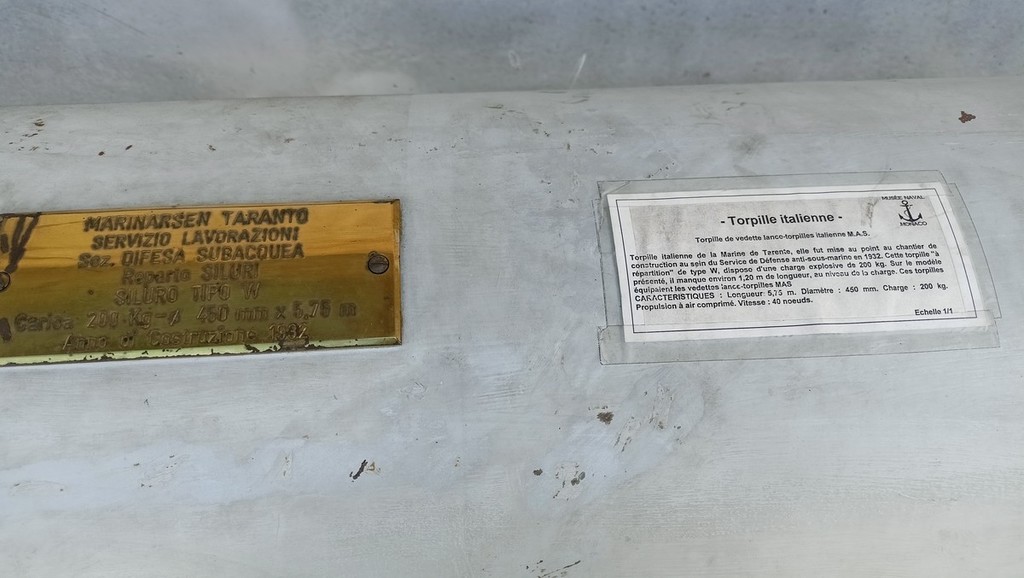 MARINARSEN TARANTO
SERVIZIO LAVORAZIONI
Sez. DIFESA SUBACQUEA
Reparto SILURI
SILURO TIPO W
Carica 200 Kg - ø 450 mm x 5,75 m
Anno di Costruzione 1932
MUSÉE NAVAL
MONACO
- Torpille italienne -
Torpille de vedette lance-torpilles italienne M.A.S.
Torpille italienne de la Marine de Tarente, elle fut mise au point au chantier de
construction au sein du Service de Défense anti-sous-marine en 1932. Cette torpille "à
répartition" de type W, dispose d'une charge explosive de 200 kg. Sur le modèle
présenté, il manque environ 1,20 m de longueur, au niveau de la charge. Ces torpilles
équipaient les vedettes lance-torpilles MAS
CARACTERISTIQUES : Longueur: 5,75 m. Diamètre : 450 mm. Charge : 200 kg.
Propulsion à air comprimé. Vitesse : 40 noeuds.
Echelle 1/1